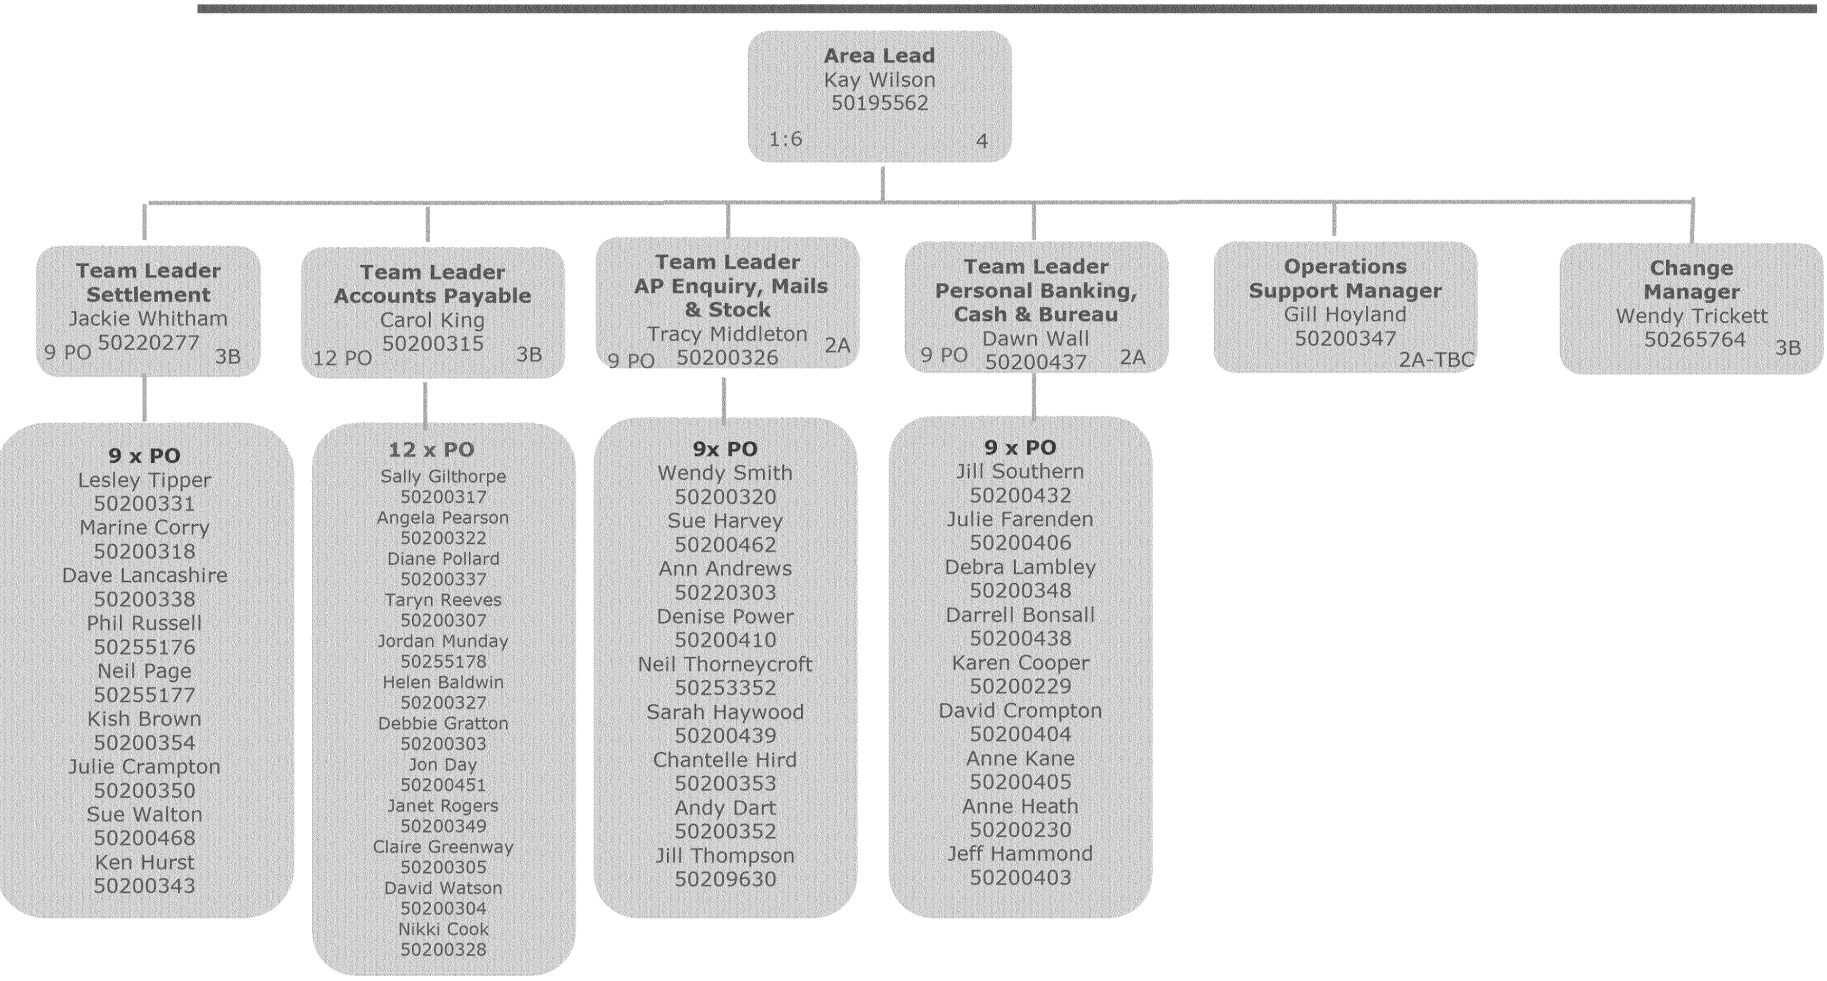 Area Lead
Kay Wilson
50195562
1:6 4
Team Leader
Settlement
Jackie Whitham
50220277
9 PO 3B
Team Leader
Accounts Payable
Carol King
50200315
12 PO 3B
Team Leader
AP Enquiry, Mails
& Stock
Tracy Middleton
50200326
9 PO 2A
Team Leader
Personal Banking,
Cash & Bureau
Dawn Wall
50200437
9 PO 2A
Operations
Support Manager
Gill Hoyland
50200347
2A-TBC
Change
Manager
Wendy Trickett
50265764
3B
9 x PO
Lesley Tipper
50200331
Marine Corry
50200318
Dave Lancashire
50200338
Phil Russell
50255176
Neil Page
50255177
Kish Brown
50200354
Julie Crampton
50200350
Sue Walton
50200468
Ken Hurst
50200343
12 x PO
Sally Gilthorpe
50200317
Angela Pearson
50200322
Diane Pollard
50200337
Taryn Reeves
50200307
Jordan Munday
50255178
Helen Baldwin
50200327
Debbie Gratton
50200303
Jon Day
50200451
Janet Rogers
50200349
Claire Greenway
50200305
David Watson
50200304
Nikki Cook
50200328
9x PO
Wendy Smith
50200320
Sue Harvey
50200462
Ann Andrews
50220303
Denise Power
50200410
Neil Thorneycroft
50253352
Sarah Haywood
50200439
Chantelle Hird
50200353
Andy Dart
50200352
Jill Thompson
50209630
9 x PO
Jill Southern
50200432
Julie Farenden
50200406
Debra Lambley
50200348
Darrell Bonsall
50200438
Karen Cooper
50200229
David Crompton
50200404
Anne Kane
50200405
Anne Heath
50200230
Jeff Hammond
50200403